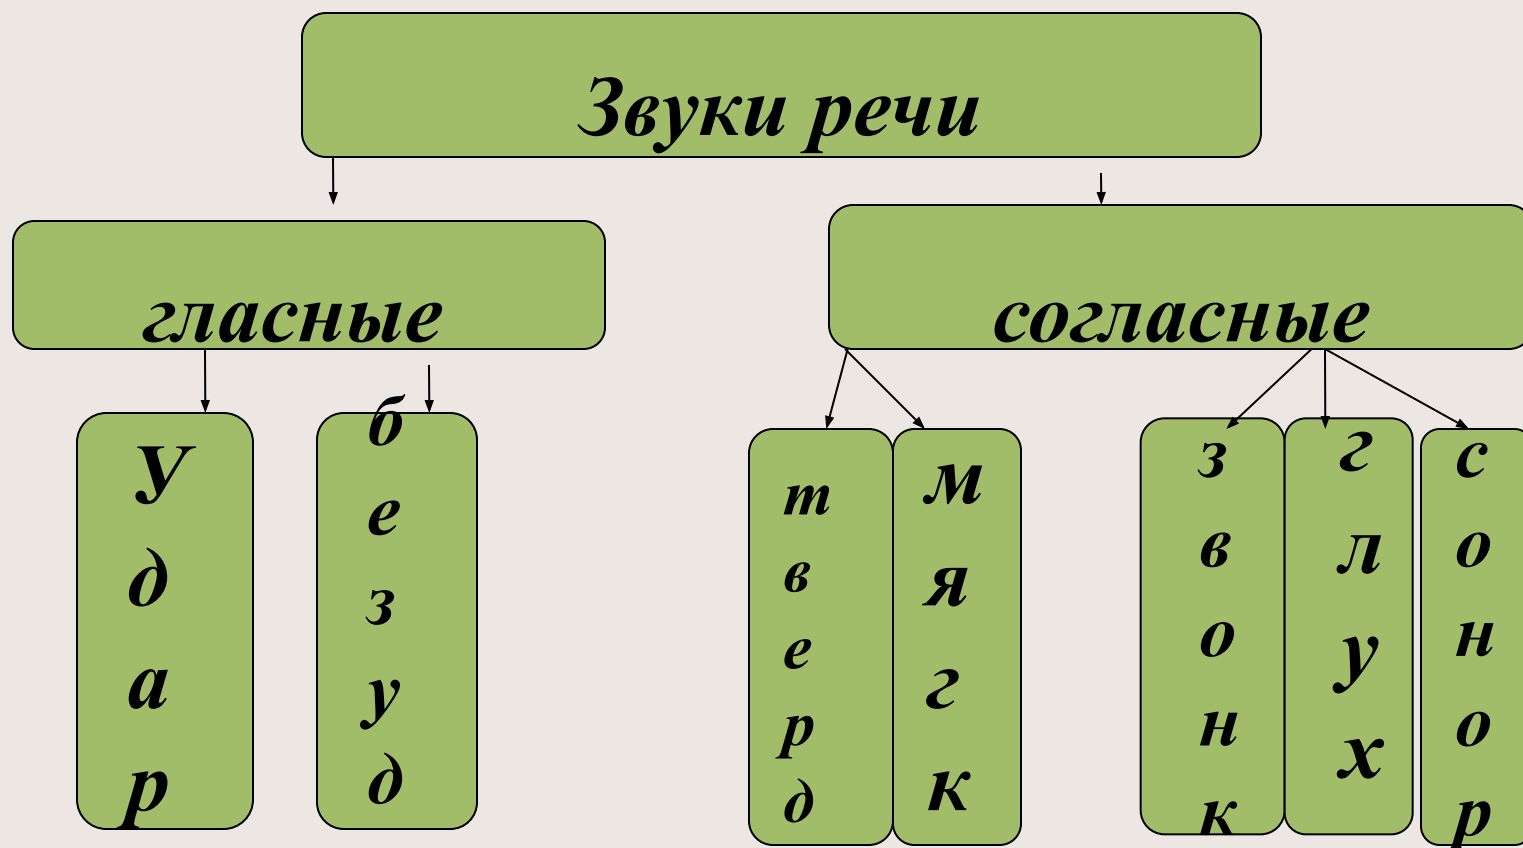 Звуки речи
гласные
согласные
Удар
безуд
тверд
мягк
звонк
глух
сонор